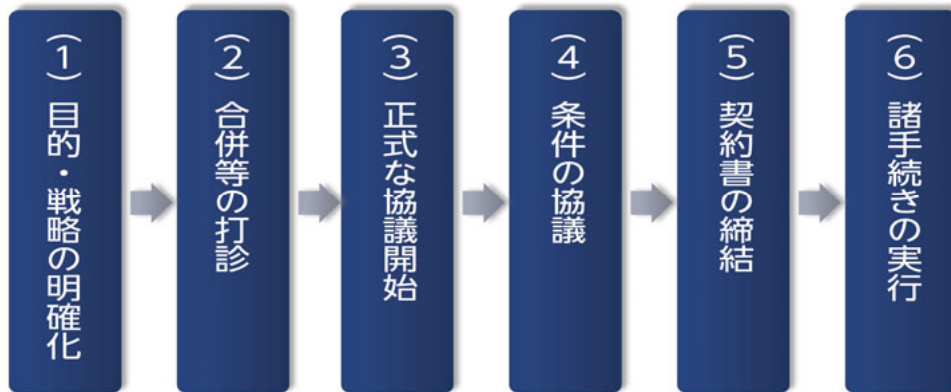 （1）目的・戦略の明確化
（2）合併等の打診
（3）正式な協議開始
（4）条件の協議
（5）契約書の締結
（6）諸手続きの実行